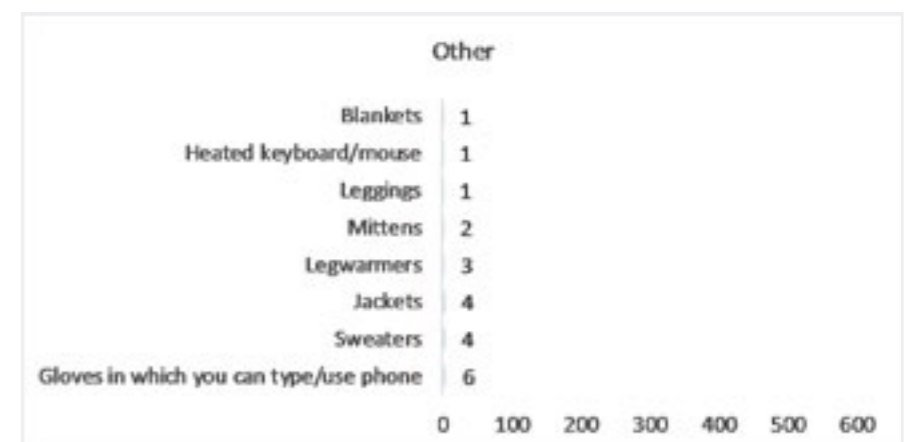 Other
Blankets 1
Heated keyboard/mouse 1
Leggings 1
Mittens 2
Legwarmers 3
Jackets 4
Sweaters 4
Gloves in which you can type/use phone 6
0 100 200 300 400 500 600